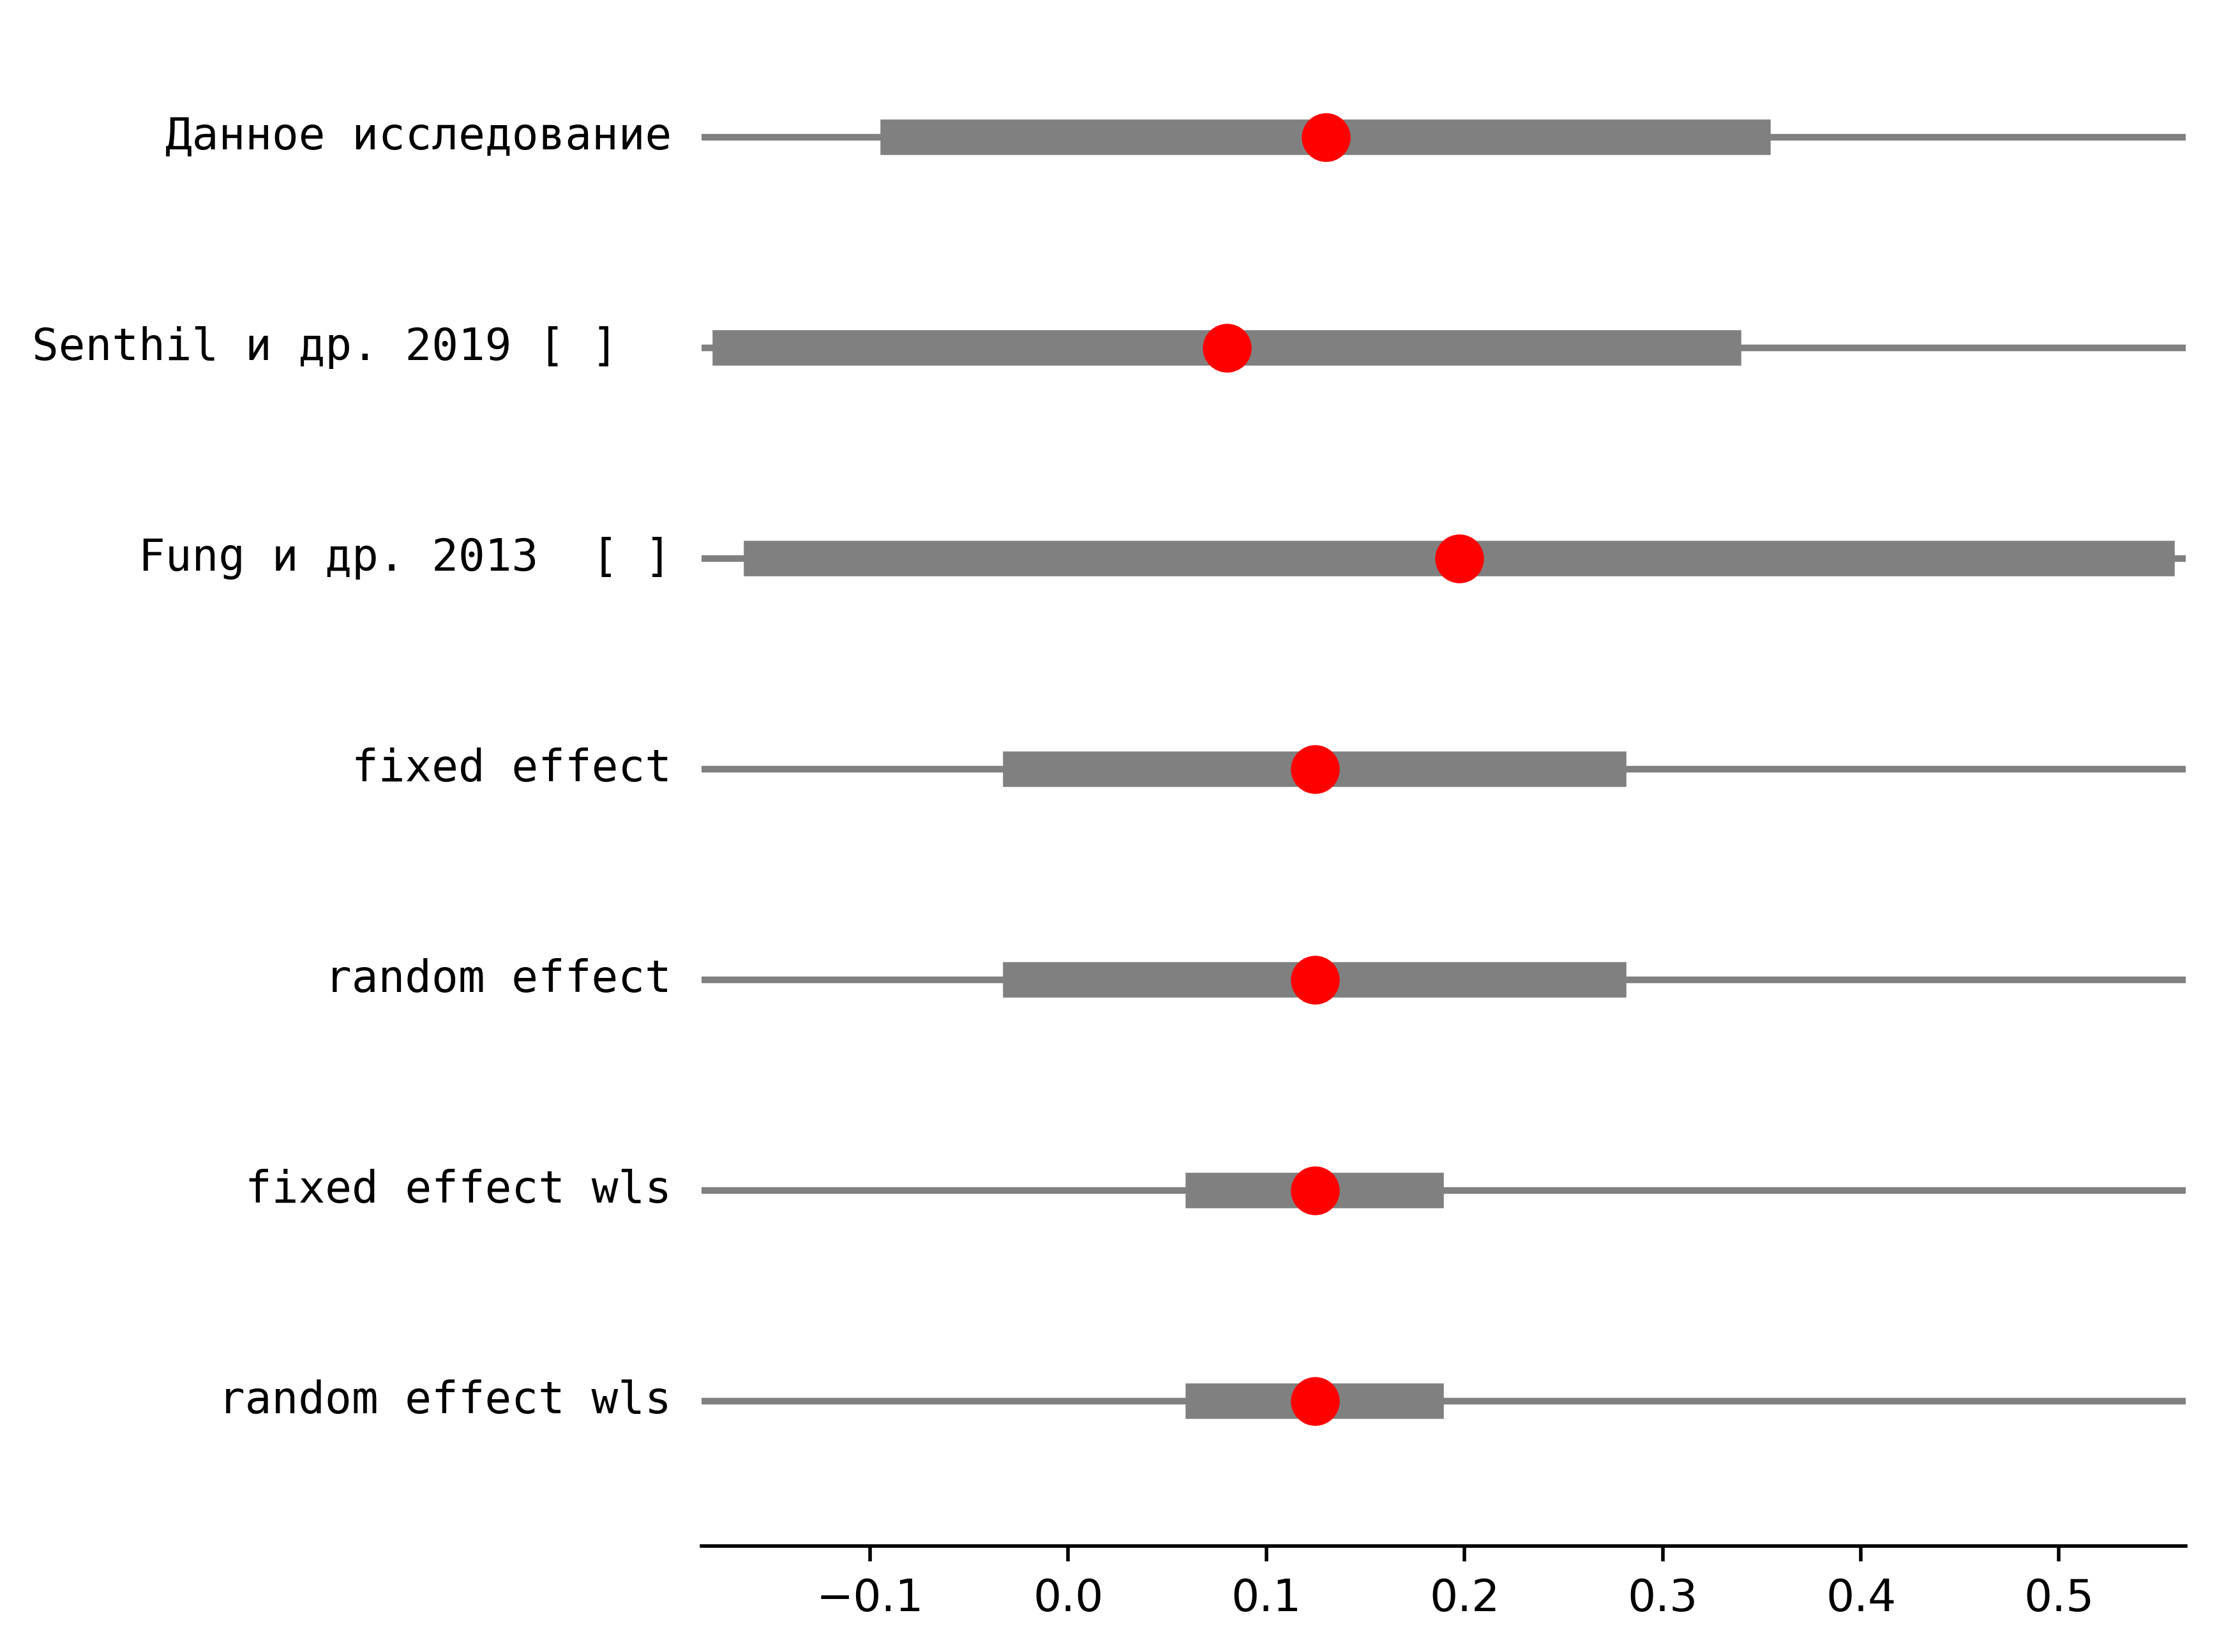 Данное исследование
Senthil и др. 2019 [ ]
Fung и др. 2013  [ ]
fixed effect
random effect
fixed effect wls
random effect wls
−0.1 0.0 0.1 0.2 0.3 0.4 0.5